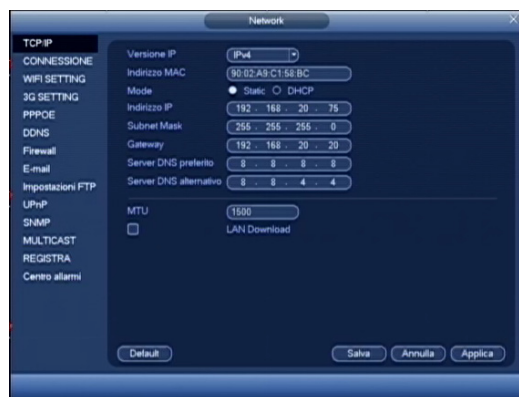 Network
TCP/IP
CONNESSIONE
WIFI SETTING
3G SETTING
PPPOE
DDNS
Firewall
E-mail
Impostazioni FTP
UPnP
SNMP
MULTICAST
REGISTRA
Centro allarmi
Versione IP IPv4
Indirizzo MAC 90:02:A9:C1:58:BC
Mode Static DHCP
Indirizzo IP 192 . 168 . 20 . 75
Subnet Mask 255 . 255 . 255 . 0
Gateway 192 . 168 . 20 . 20
Server DNS preferito 8 . 8 . 8 . 8
Server DNS alternativo 8 . 8 . 4 . 4
MTU 1500
LAN Download
Default Salva Annulla Applica